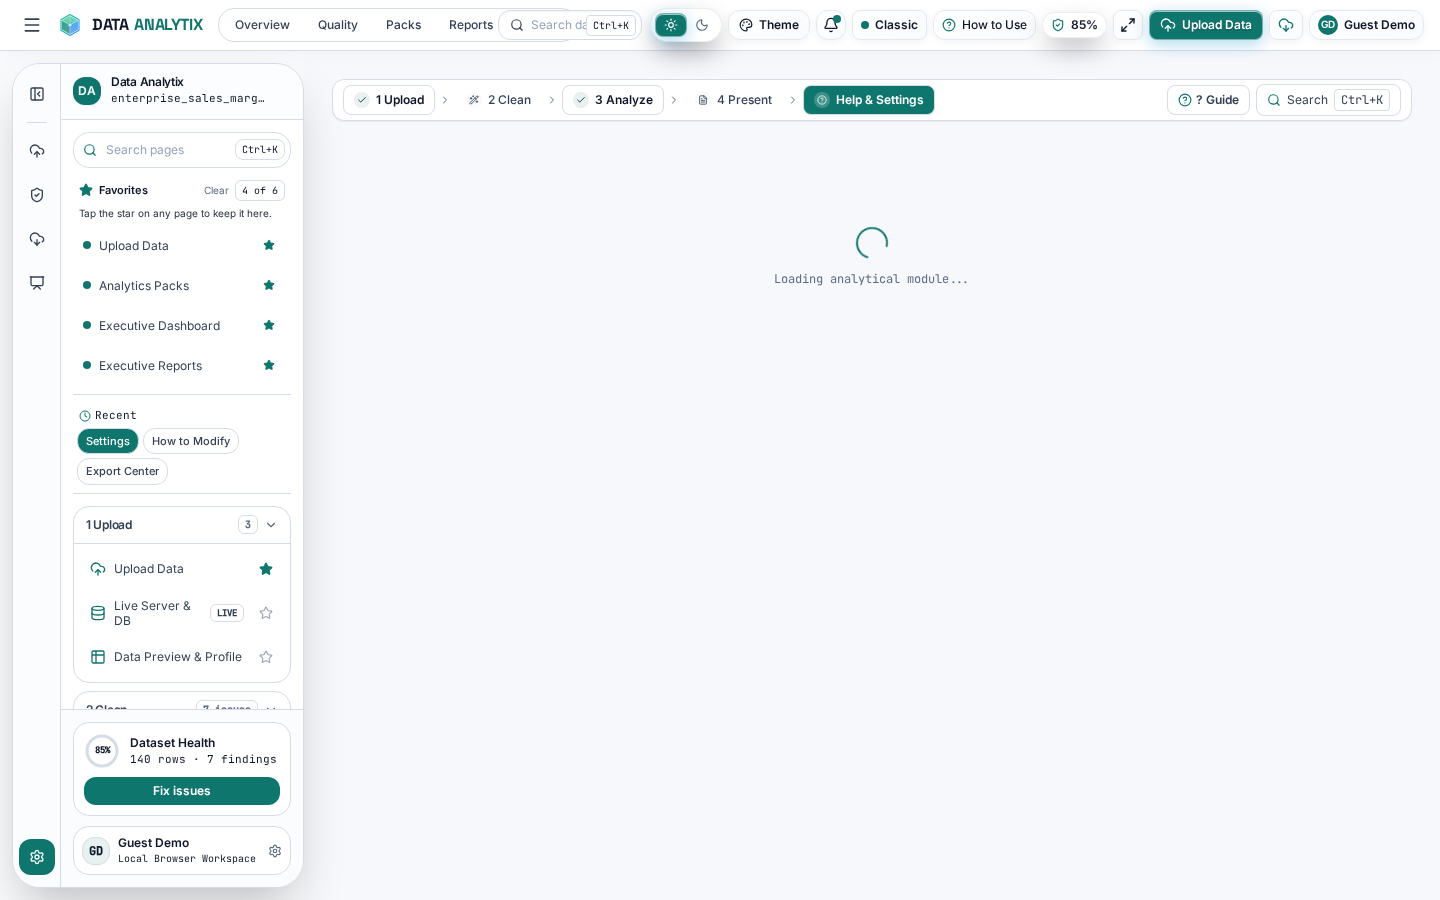 DATA ANALYTIX
Overview Quality Packs Reports
Search da Ctrl+K
Theme
Classic
How to Use
85%
Upload Data
GD Guest Demo
DA Data Analytix
enterprise_sales_marg…
Search pages Ctrl+K
Favorites Clear 4 of 6
Tap the star on any page to keep it here.
Upload Data
Analytics Packs
Executive Dashboard
Executive Reports
Recent
Settings How to Modify
Export Center
1 Upload 3
Upload Data
Live Server & DB LIVE
Data Preview & Profile
2 Clean 7 issues
85% Dataset Health
140 rows · 7 findings
Fix issues
GD Guest Demo
Local Browser Workspace
1 Upload 2 Clean 3 Analyze 4 Present Help & Settings
? Guide Search Ctrl+K
Loading analytical module...